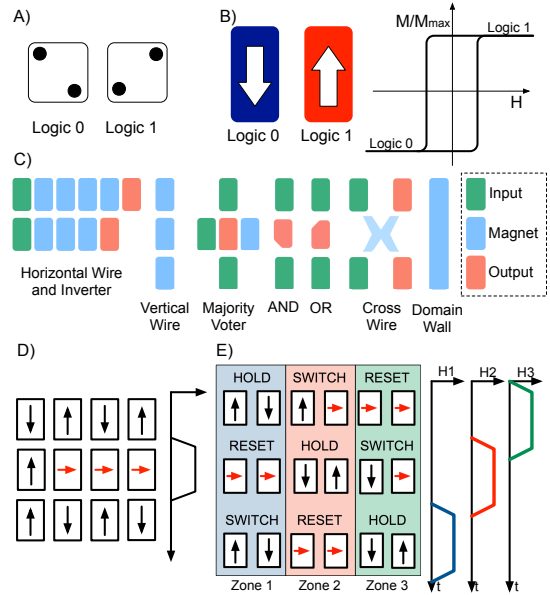 A)
Logic 0
Logic 1
B)
Logic 0
Logic 1
M/Mmax
Logic 1
H
Logic 0
C)
Horizontal Wire
and Inverter
Vertical
Wire
Majority
Voter
AND
OR
Cross
Wire
Domain
Wall
Input
Magnet
Output
D)
E)
HOLD
SWITCH
RESET
RESET
HOLD
SWITCH
SWITCH
RESET
HOLD
Zone 1
Zone 2
Zone 3
H1
H2
H3
t
t
t